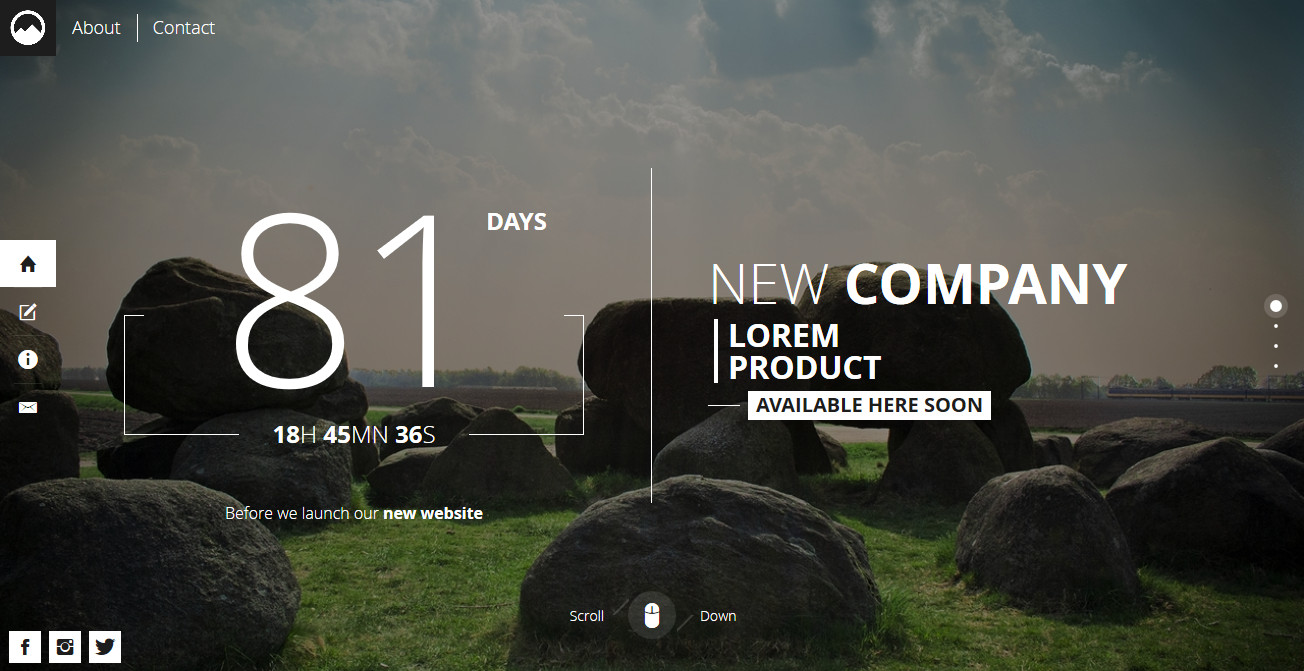 About
Contact
81
DAYS
18H 45MN 36S
Before we launch our new website
NEW COMPANY
LOREM
PRODUCT
AVAILABLE HERE SOON
Scroll
Down